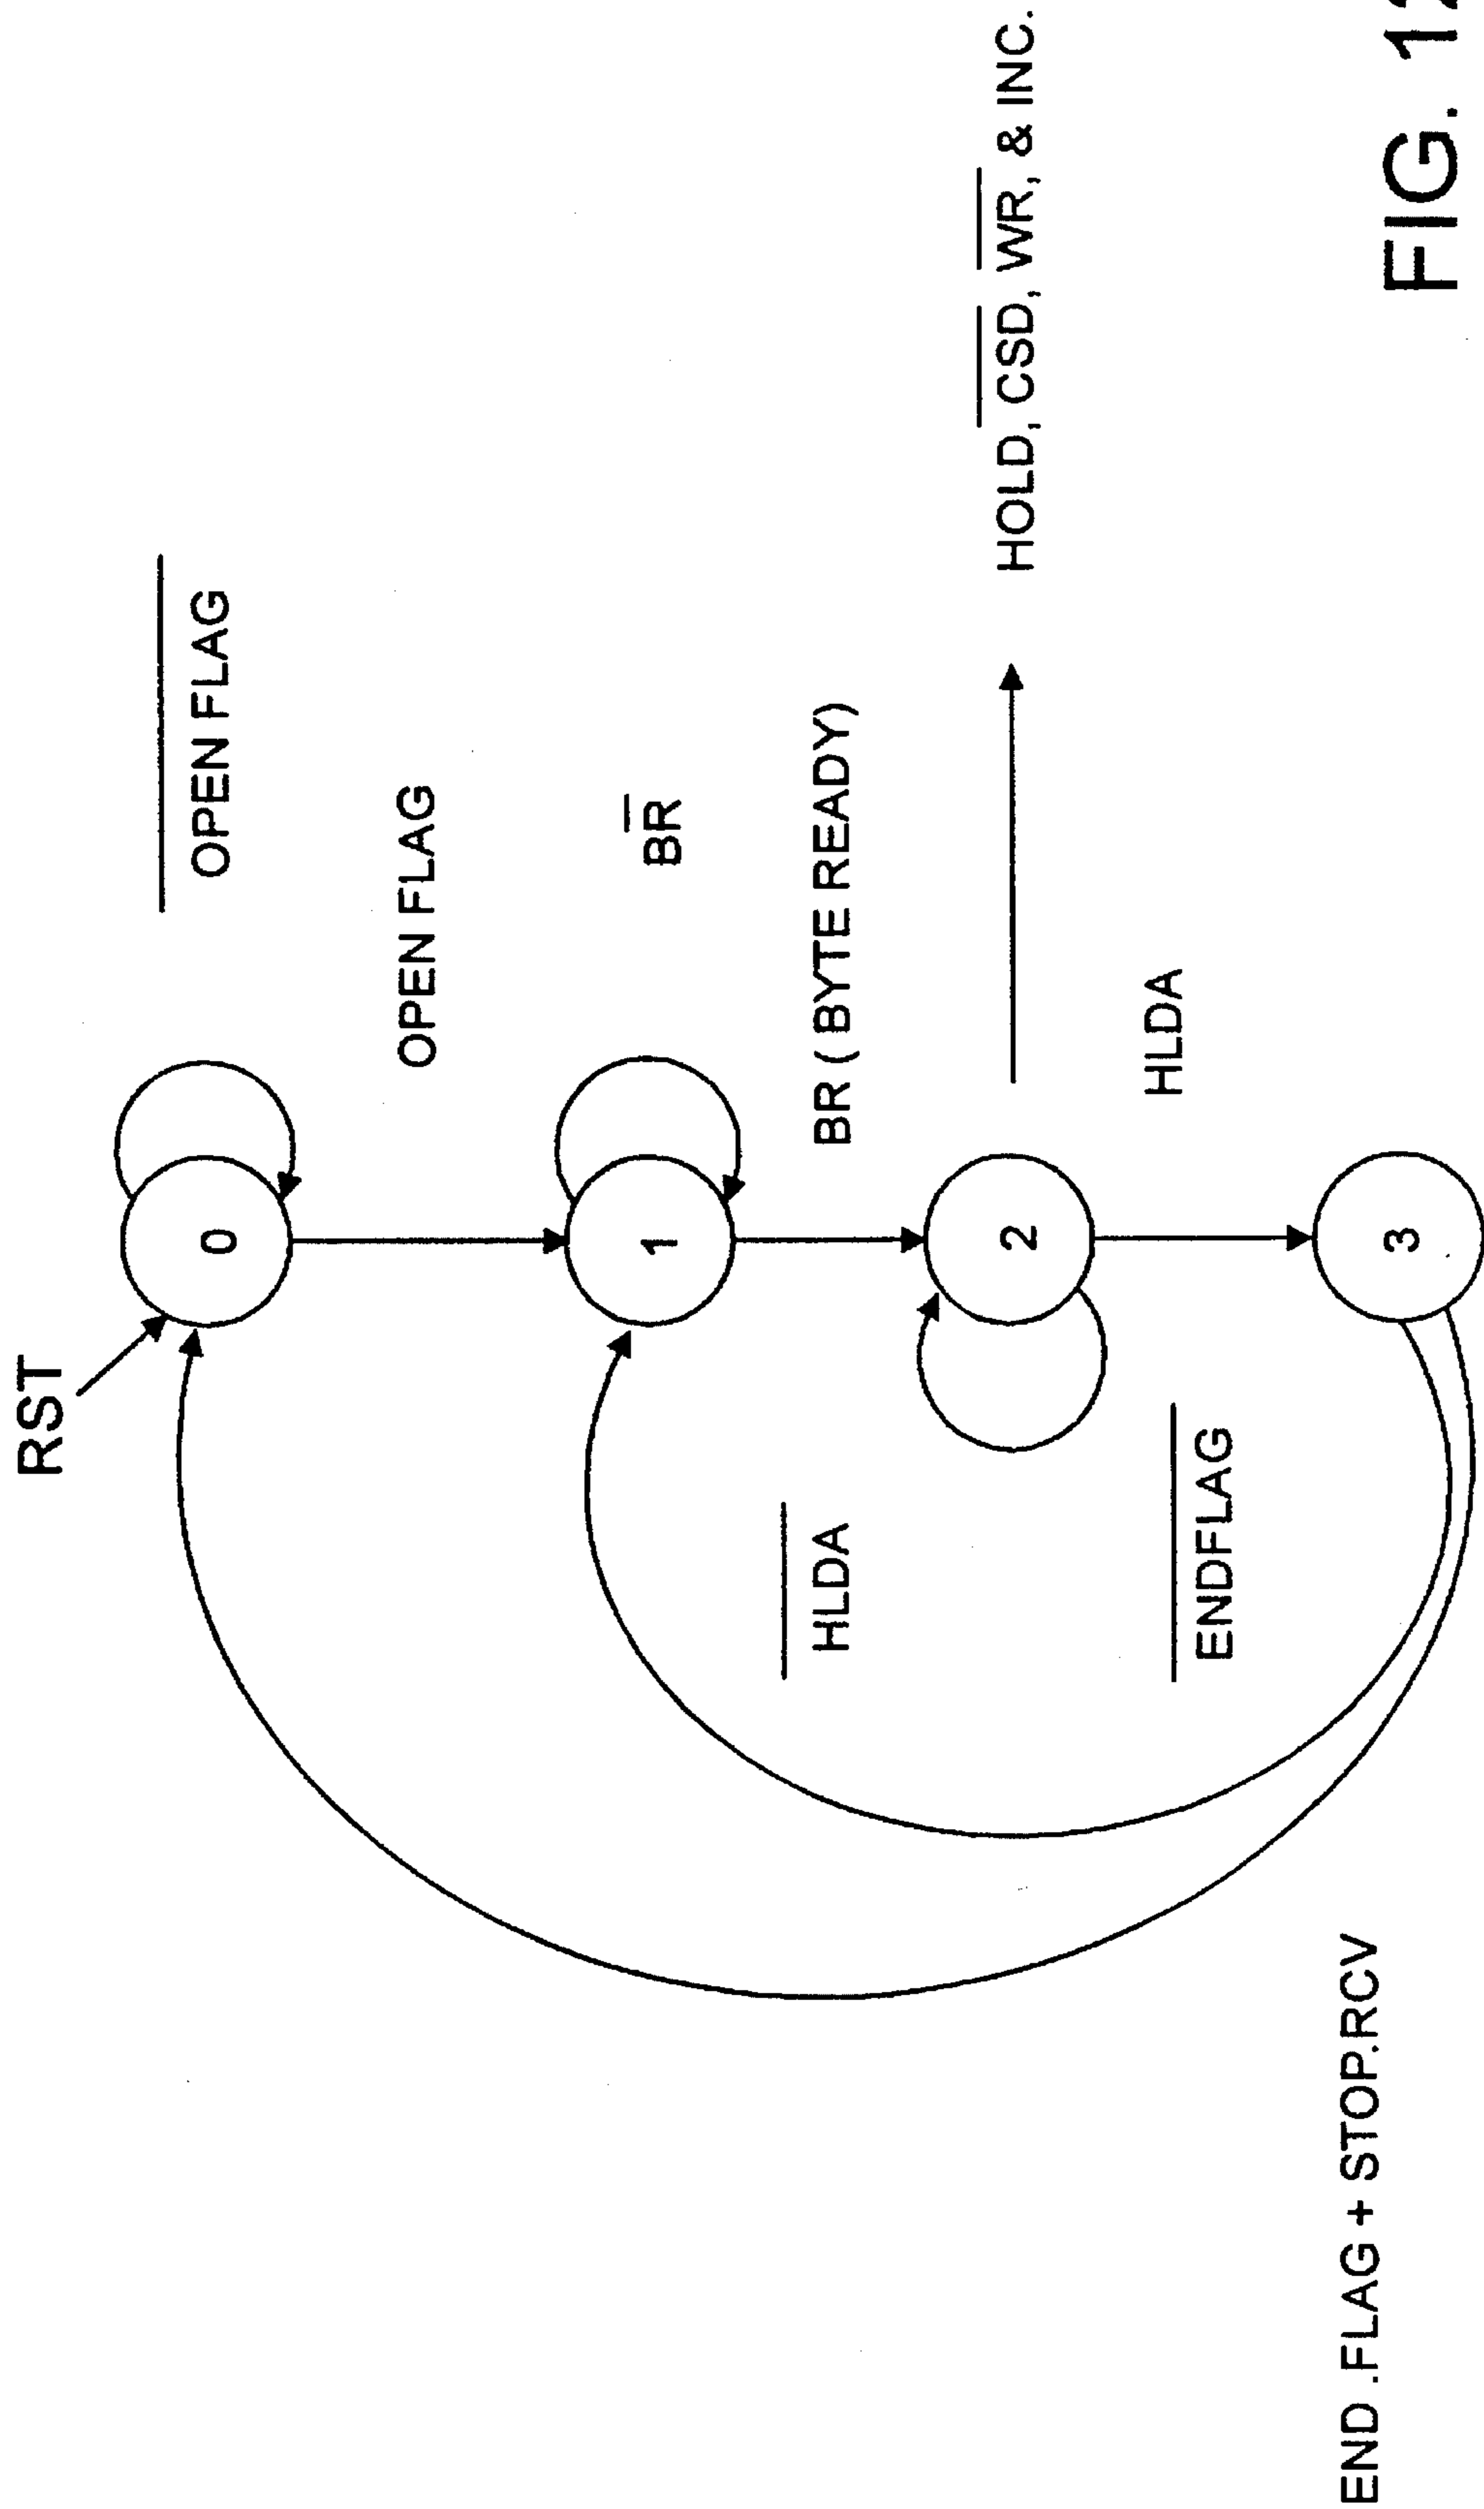 RST
OPEN FLAG
0
OPEN FLAG
1
BR
HLDA
BR ( BYTE READY)
2
HOLD, CSD, WR, & INC.
HLDA
ENDFLAG
END .FLAG + STOP.RCV
3
FIG. 12